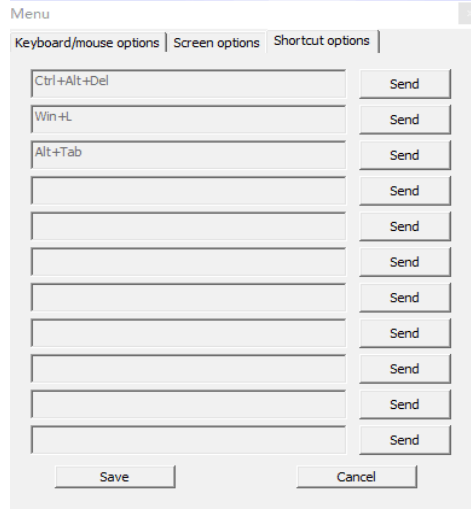 Menu
Keyboard/mouse options Screen options Shortcut options
Ctrl+Alt+Del Send
Win+L Send
Alt+Tab Send
Send
Send
Send
Send
Send
Send
Send
Send
Save Cancel